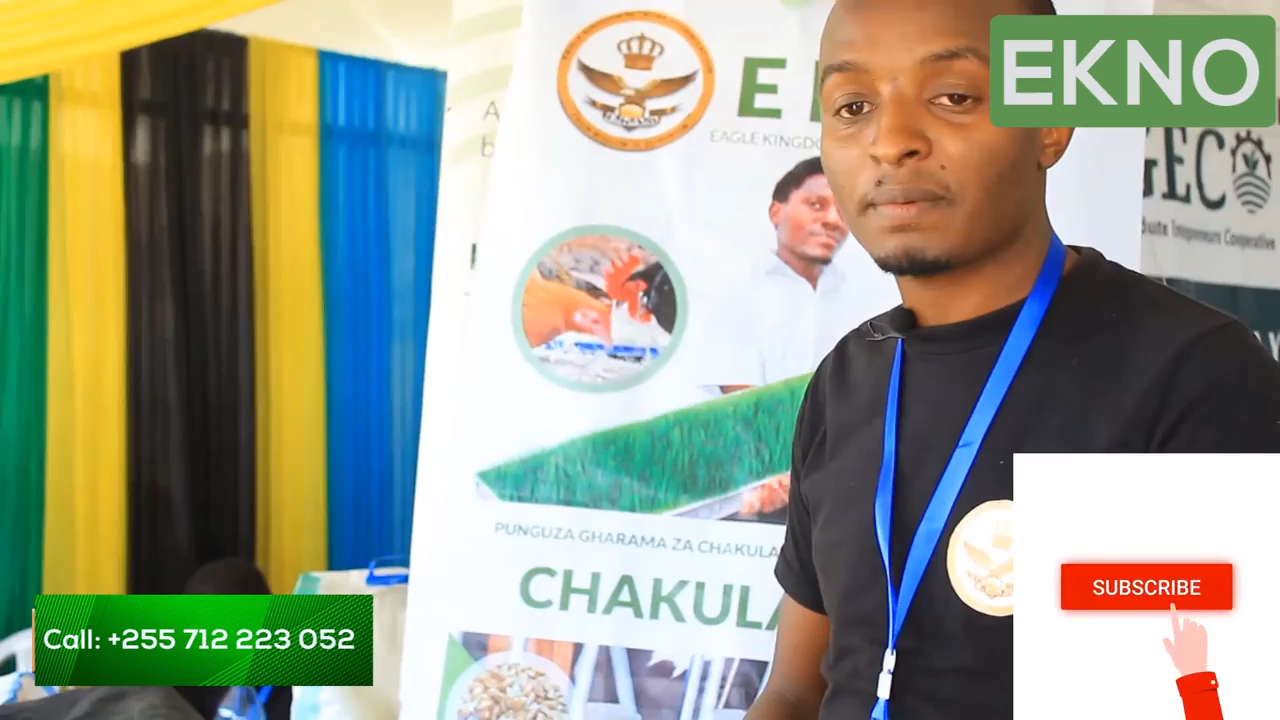 EKNO
E
EAGLE KINGDO
GEC
PUNGUZA GHARAMA ZA CHAKULA
CHAKULA
Call: +255 712 223 052
SUBSCRIBE